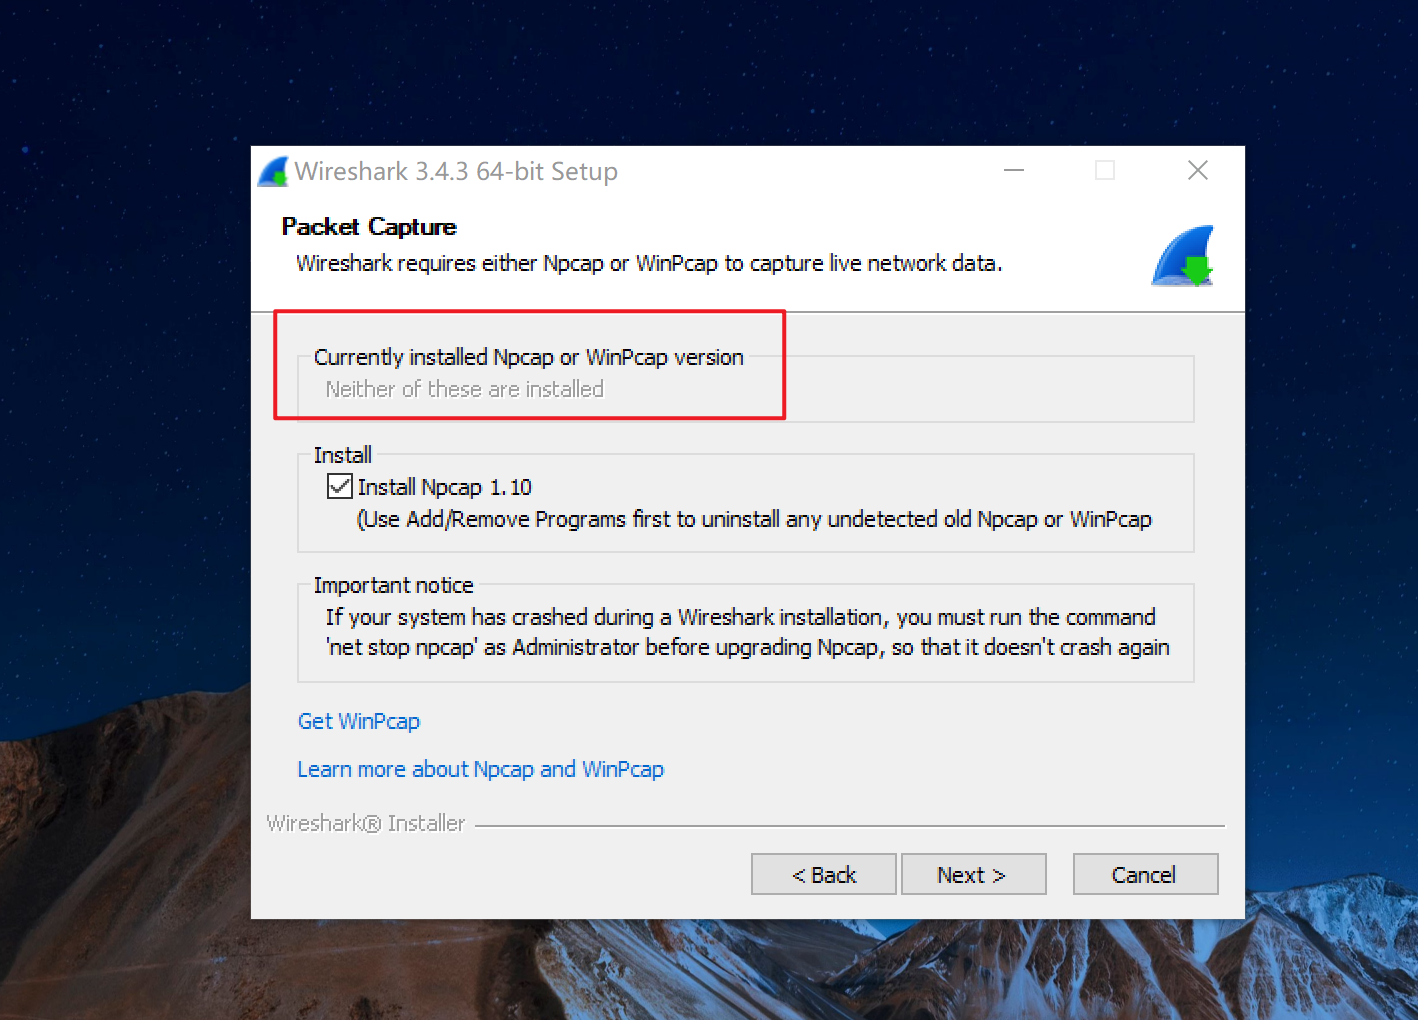 Wireshark 3.4.3 64-bit Setup
Packet Capture
Wireshark requires either Npcap or WinPcap to capture live network data.
Currently installed Npcap or WinPcap version
Neither of these are installed
Install
Install Npcap 1.10
(Use Add/Remove Programs first to uninstall any undetected old Npcap or WinPcap
Important notice
If your system has crashed during a Wireshark installation, you must run the command
'net stop npcap' as Administrator before upgrading Npcap, so that it doesn't crash again
Get WinPcap
Learn more about Npcap and WinPcap
Wireshark® Installer
< Back
Next >
Cancel